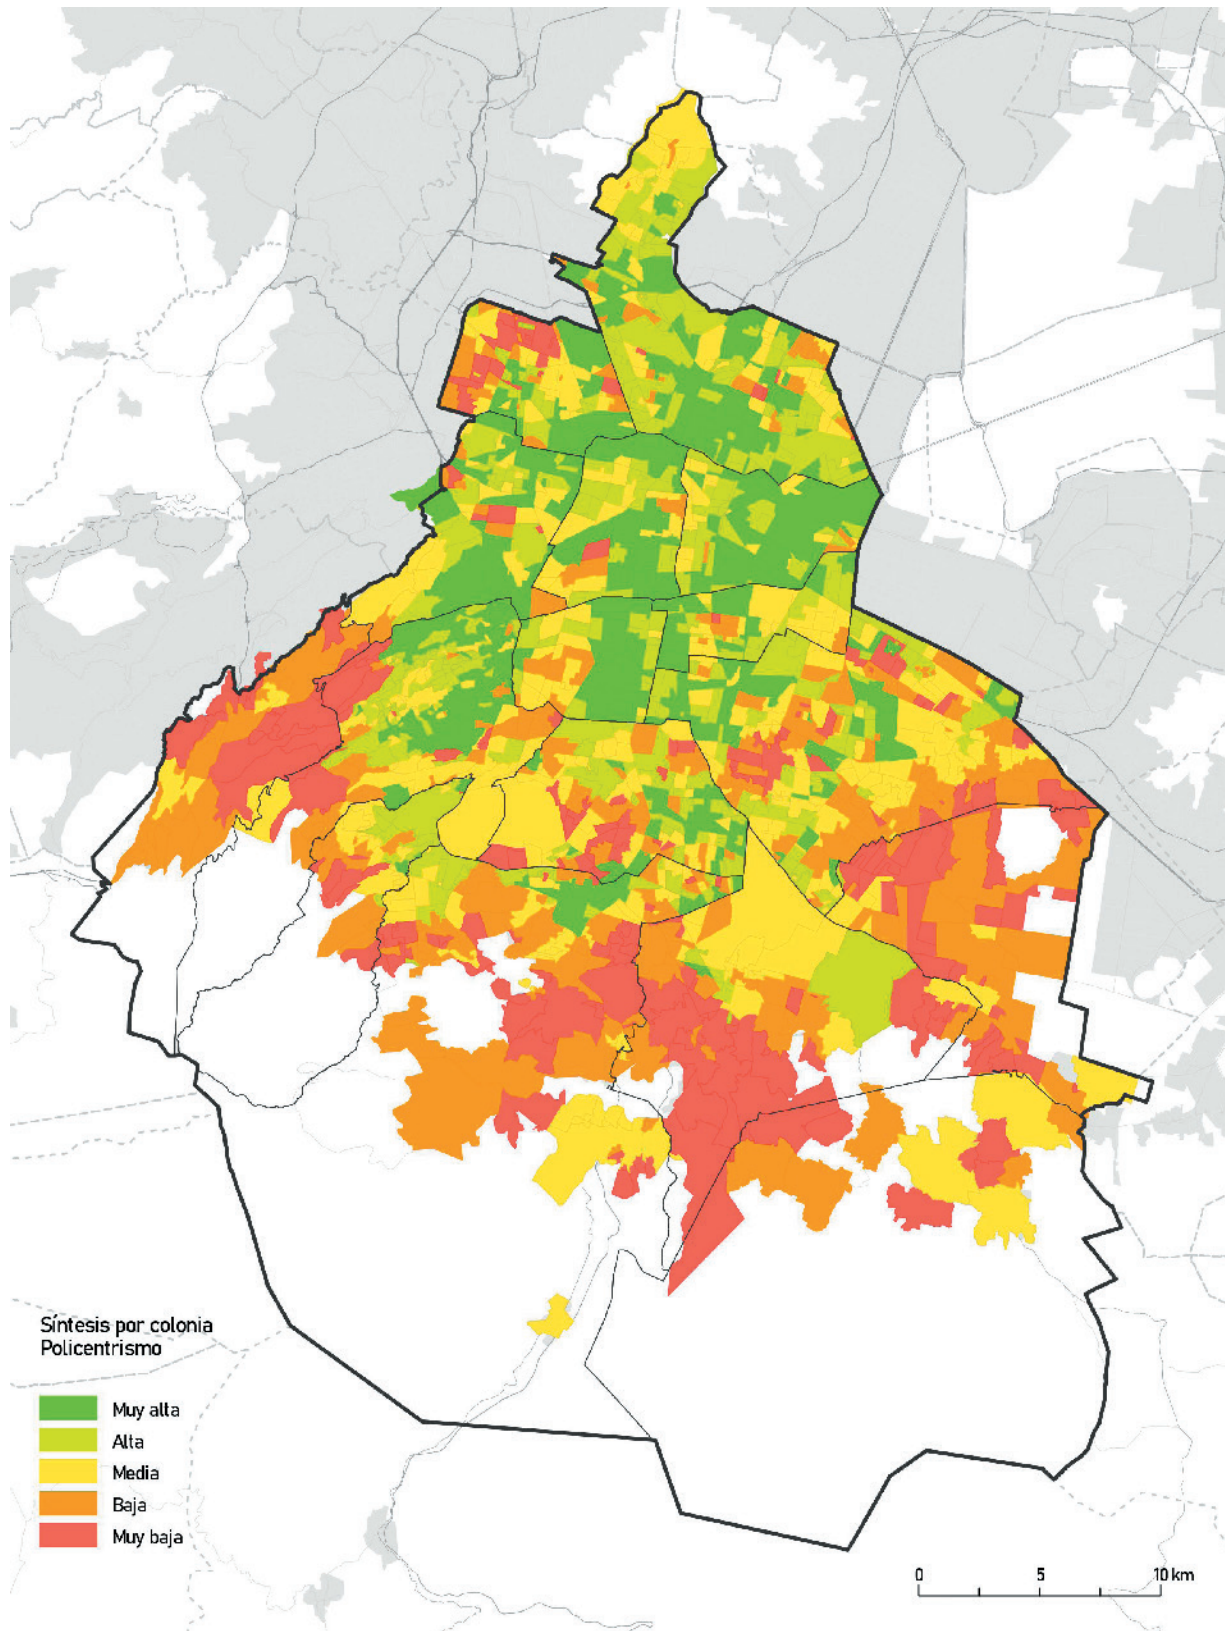 Síntesis por colonia
Policentrismo
Muy alta
Alta
Media
Baja
Muy baja
0 5 10 km